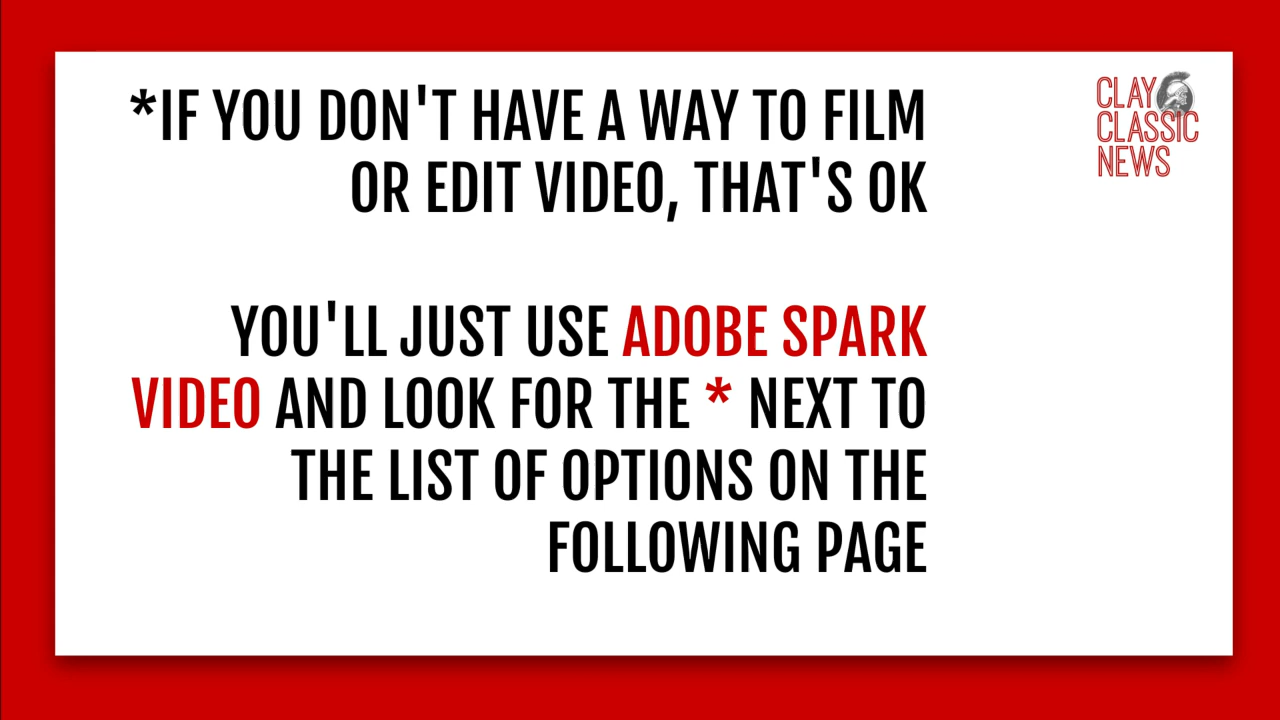 *IF YOU DON'T HAVE A WAY TO FILM
OR EDIT VIDEO, THAT'S OK
YOU'LL JUST USE ADOBE SPARK
VIDEO AND LOOK FOR THE * NEXT TO
THE LIST OF OPTIONS ON THE
FOLLOWING PAGE
CLAY
CLASSIC
NEWS